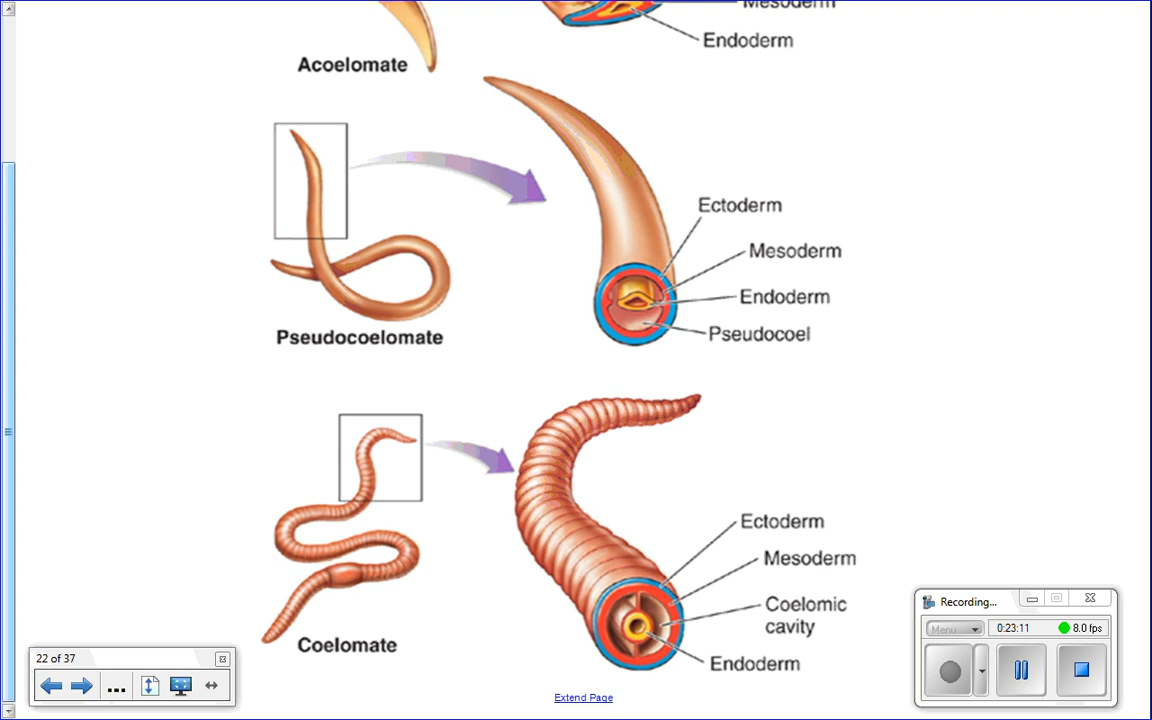 Mesoderm
Endoderm
Acoelomate
Ectoderm
Mesoderm
Endoderm
Pseudocoel
Pseudocoelomate
Ectoderm
Mesoderm
Coelomic
cavity
Endoderm
Coelomate
Extend Page
22 of 37
...
Recording...
Menu
0:23:11
8.0 fps